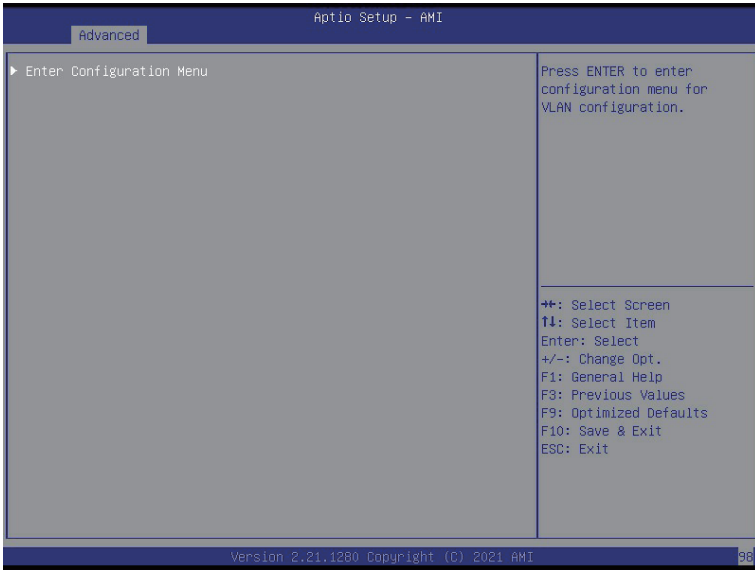 Aptio Setup – AMI
Advanced
▶ Enter Configuration Menu
Press ENTER to enter
configuration menu for
VLAN configuration.
→←: Select Screen
↑↓: Select Item
Enter: Select
+/-: Change Opt.
F1: General Help
F3: Previous Values
F9: Optimized Defaults
F10: Save & Exit
ESC: Exit
Version 2.21.1280 Copyright (C) 2021 AMI
98